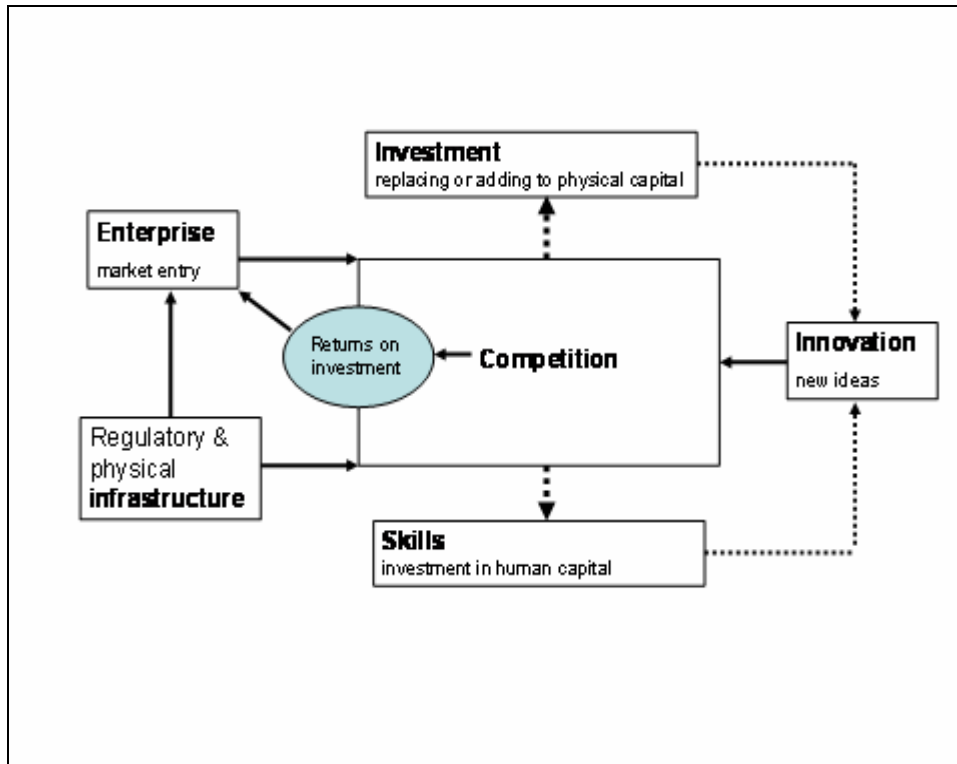 Investment
replacing or adding to physical capital
Enterprise
market entry
Returns on
investment
Competition
Innovation
new ideas
Regulatory &
physical
infrastructure
Skills
investment in human capital